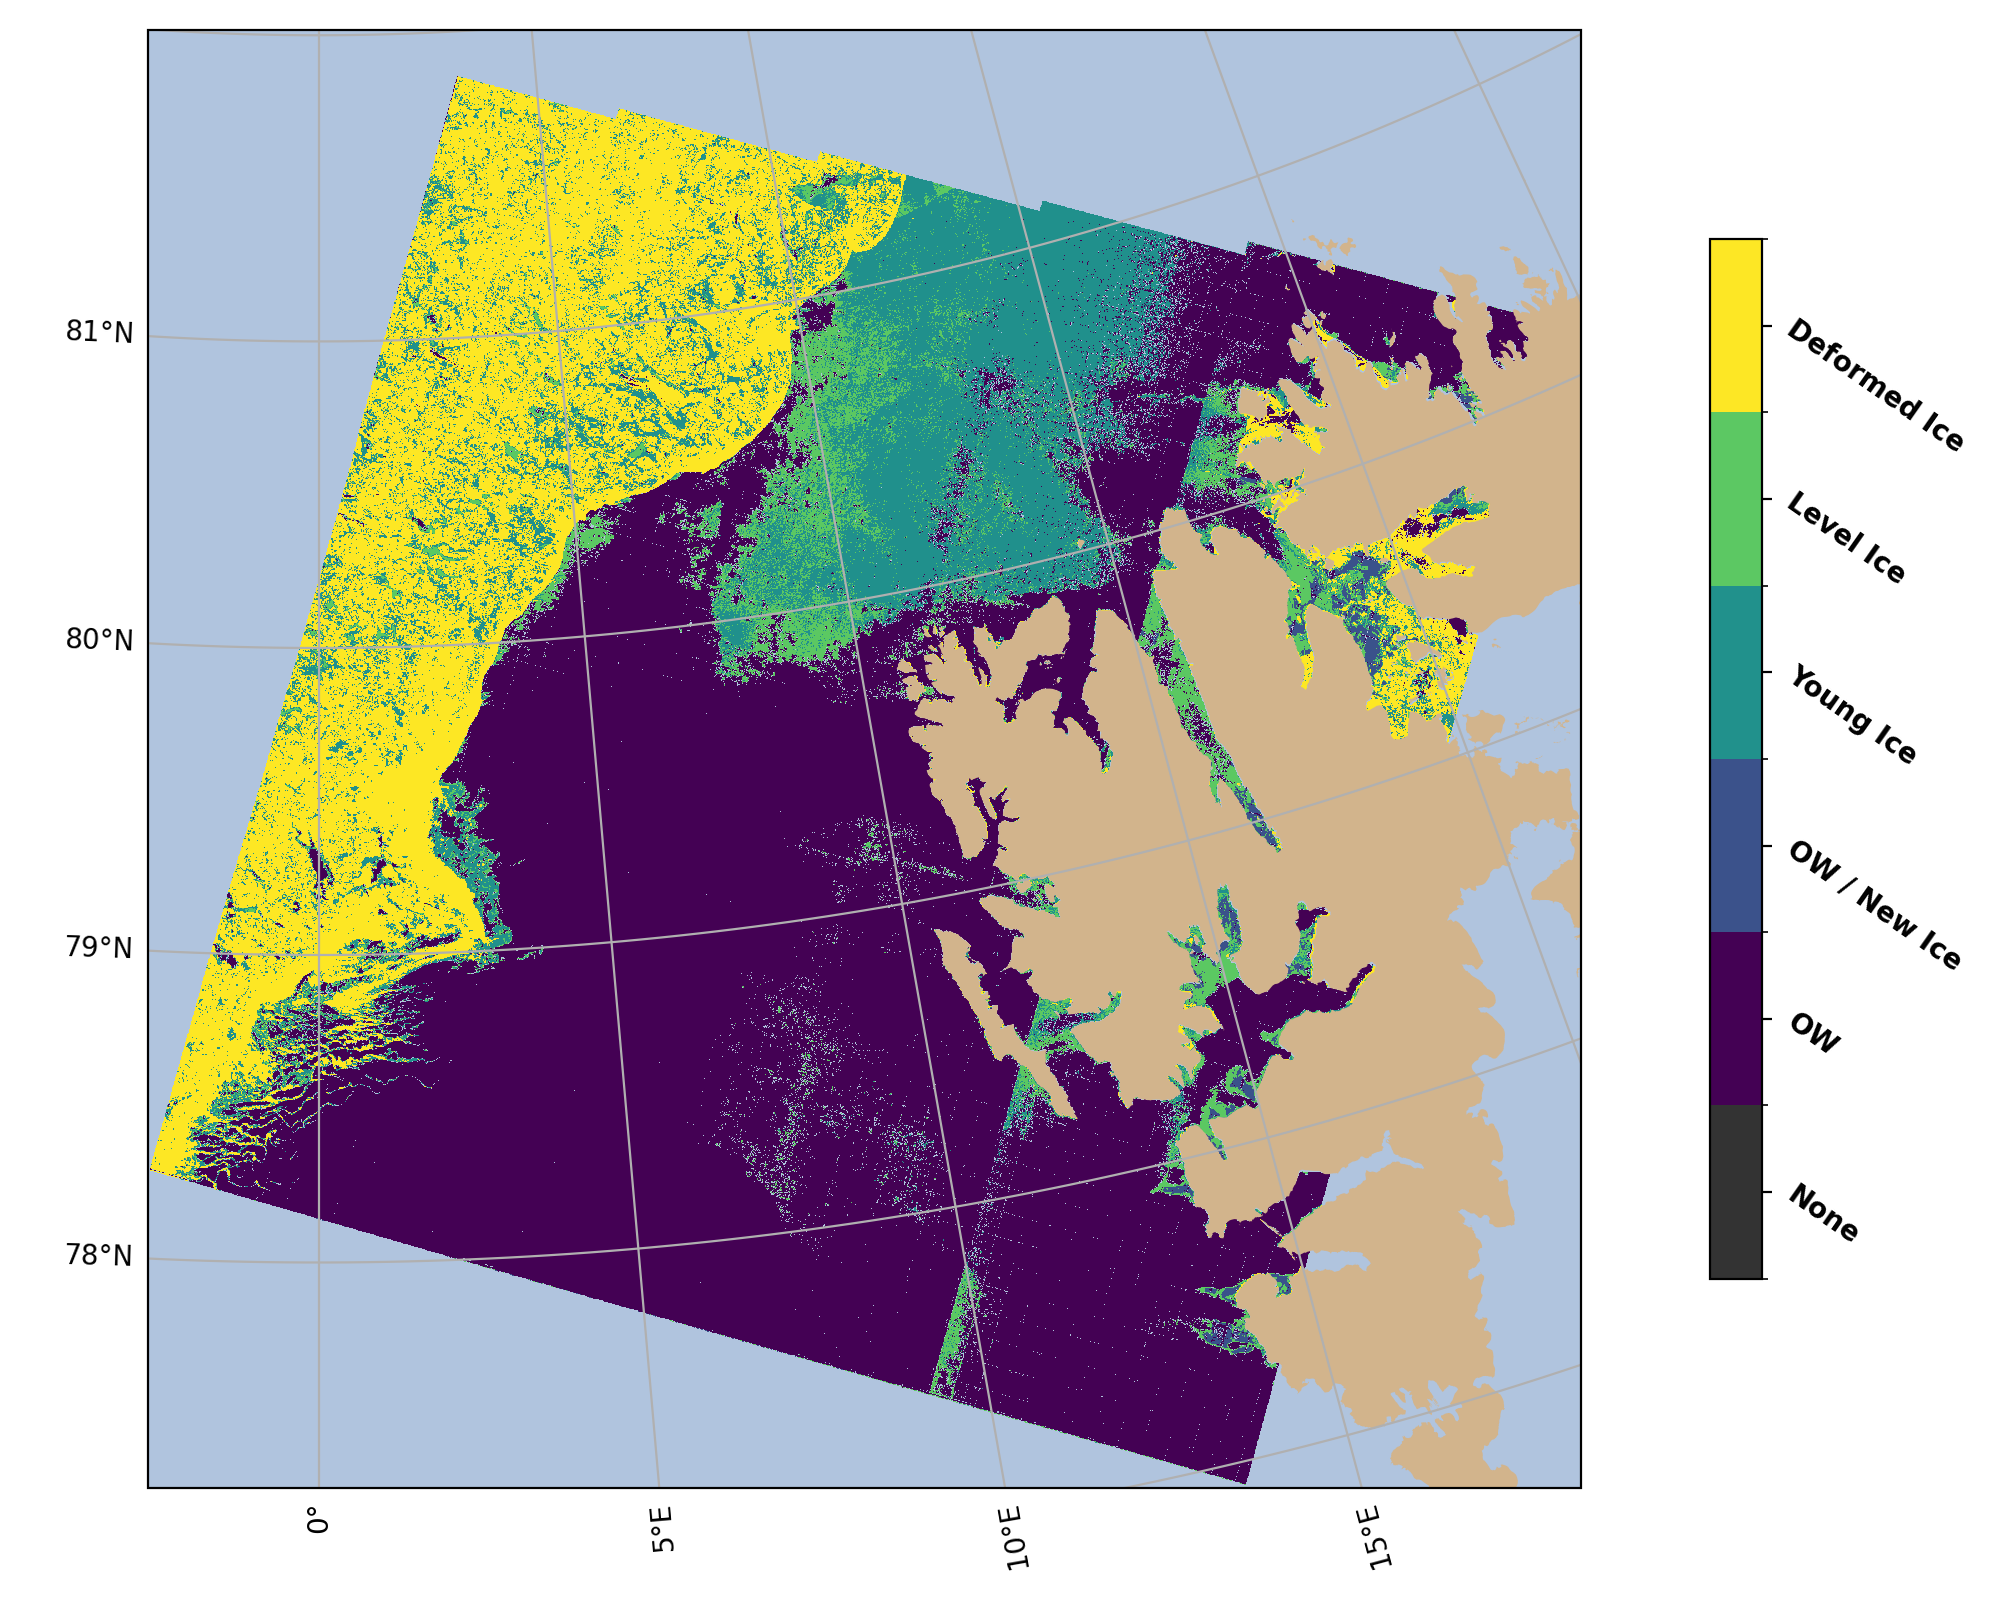 81°N
80°N
79°N
78°N
0°
5°E
10°E
15°E
Deformed Ice
Level Ice
Young Ice
OW / New Ice
OW
None